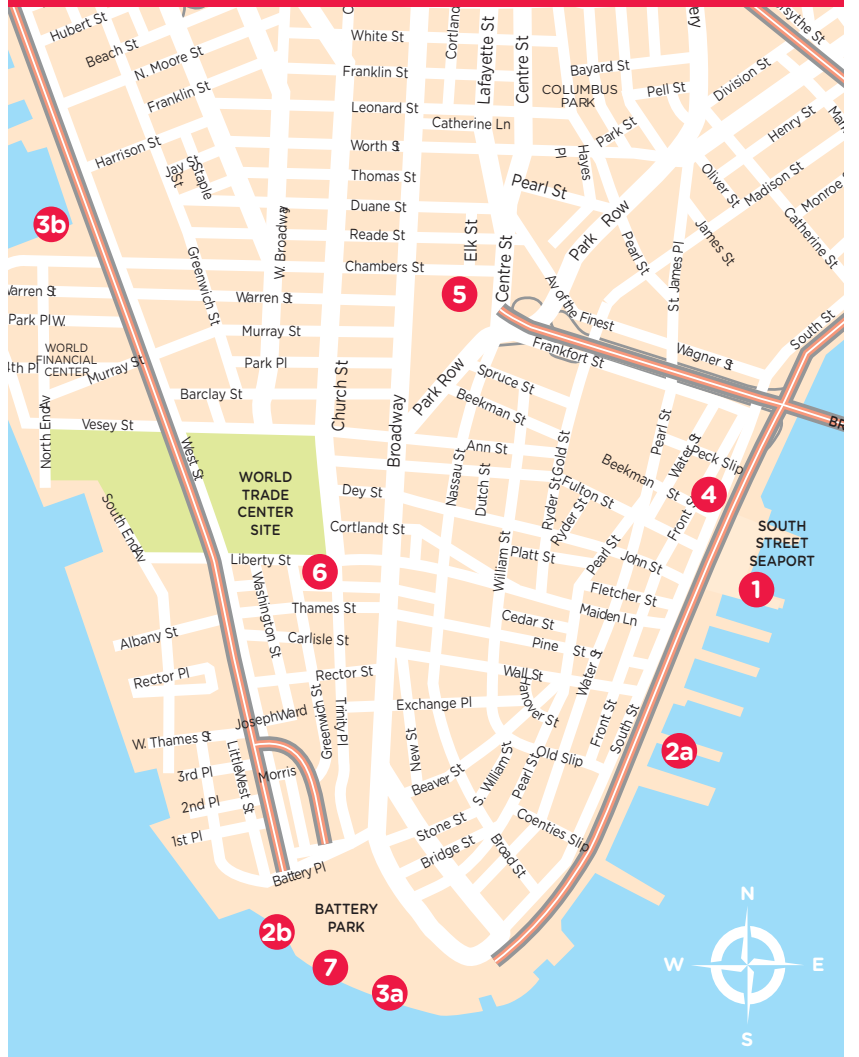 Hubert St
Beach St
N. Moore St
Franklin St
Harrison St
Jay St
Staple St
Greenwich St
W. Broadway
White St
Franklin St
Leonard St
Worth St
Thomas St
Duane St
Reade St
Chambers St
Cortland
Lafayette St
Centre St
Catherine Ln
Bayard St
COLUMBUS
PARK
Pell St
Park St
Hayes
Pl
Division St
Henry St
Madison St
Monroe
Oliver St
Catherine St
James St
St. James Pl
Pearl St
Pearl St
Park Row
Elk St
Centre St
Av of the Finest
Frankfort St
Wagner St
South St
3b
5
Warren St
Park Pl W.
WORLD
FINANCIAL
CENTER
4th Pl
Murray St
Warren St
Murray St
Park Pl
Barclay St
Vesey St
North End Av
South End Av
West St
Church St
Broadway
Park Row
Spruce St
Beekman St
Ann St
Nassau St
Dutch St
Gold St
Ryder St
Ryder St
Fulton St
Beekman St
Pearl St
Water St
Peck Slip
Front St
4
SOUTH
STREET
SEAPORT
1
WORLD
TRADE
CENTER
SITE
Dey St
Cortlandt St
Liberty St
6
Washington St
Thames St
Carlisle St
Rector St
Albany St
Rector Pl
W. Thames St
3rd Pl
2nd Pl
1st Pl
Little West St
Joseph Ward
Morris
Greenwich St
Trinity Pl
Exchange Pl
New St
Beaver St
Stone St
Bridge St
Broad St
S. William St
Pearl St
William St
Platt St
John St
Pearl St
Fletcher St
Maiden Ln
Cedar St
Pine St
Wall St
Hanover St
Water St
Front St
South St
Old Slip
Coenties Slip
2a
Battery Pl
BATTERY
PARK
2b
7
3a
N
W E
S